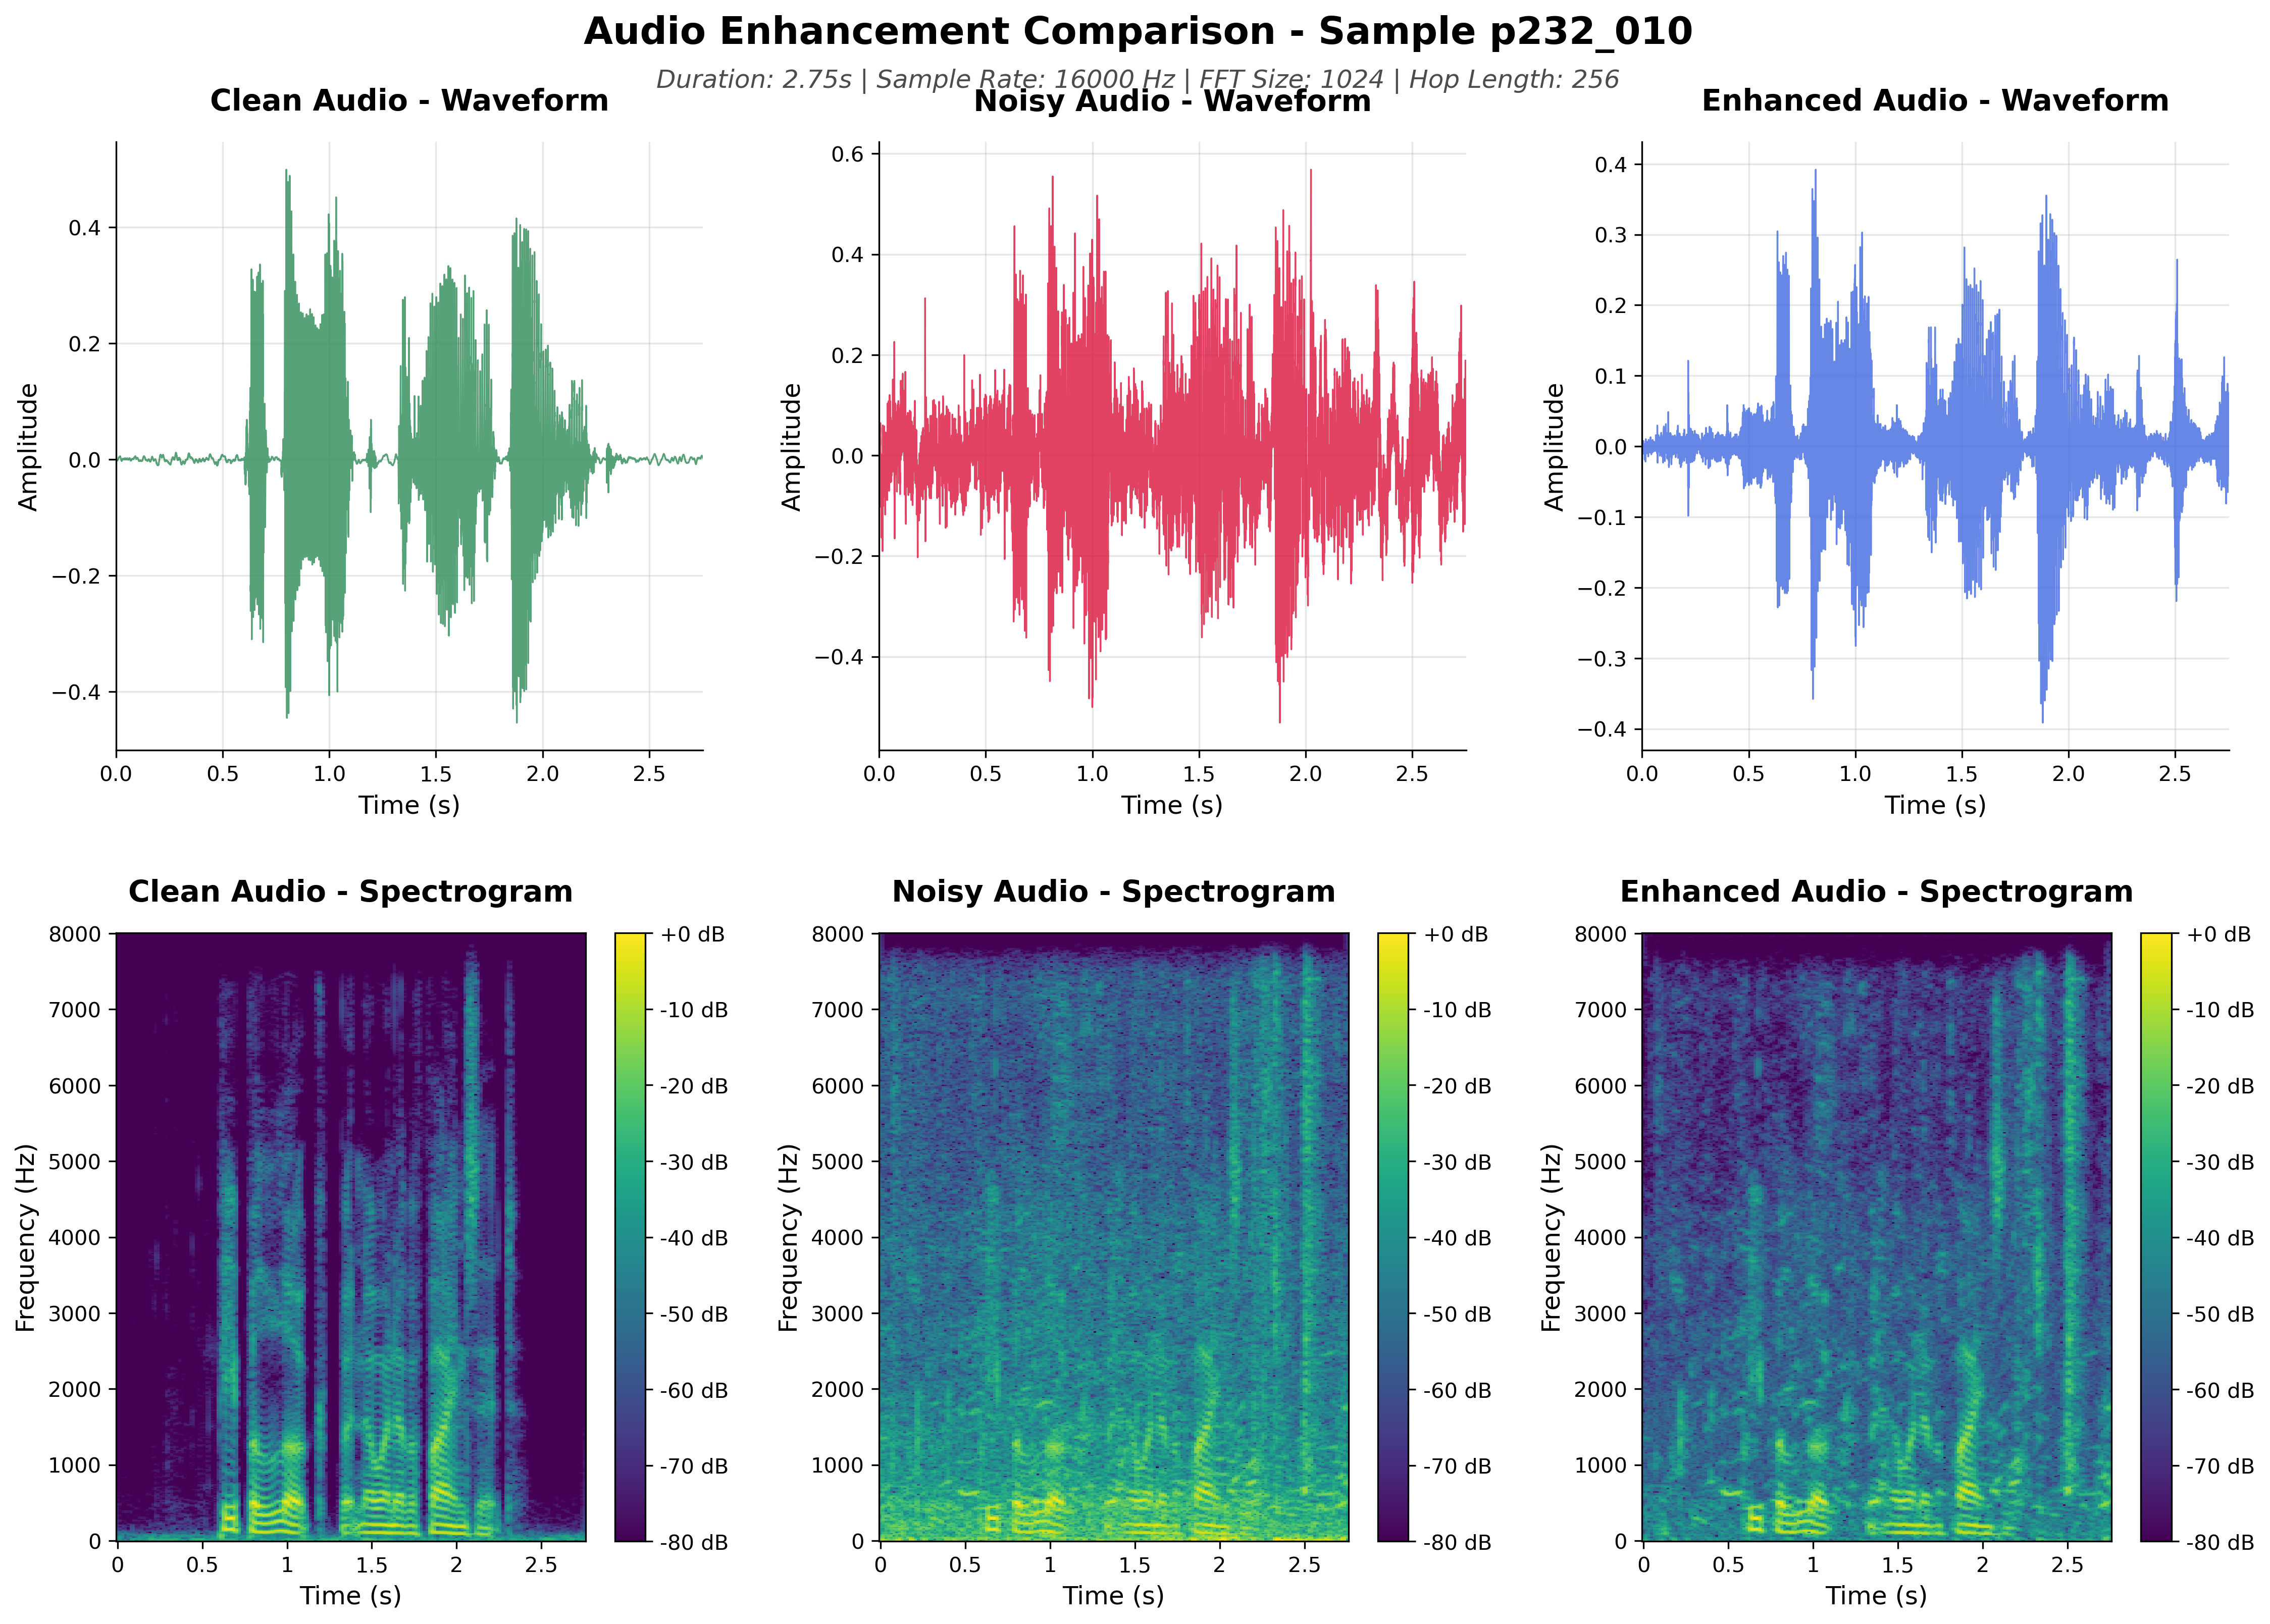 Audio Enhancement Comparison - Sample p232_010
Duration: 2.75s | Sample Rate: 16000 Hz | FFT Size: 1024 | Hop Length: 256
Clean Audio - Waveform
Amplitude
0.4
0.2
0.0
−0.2
−0.4
0.0 0.5 1.0 1.5 2.0 2.5
Time (s)
Noisy Audio - Waveform
Amplitude
0.6
0.4
0.2
0.0
−0.2
−0.4
0.0 0.5 1.0 1.5 2.0 2.5
Time (s)
Enhanced Audio - Waveform
Amplitude
0.4
0.3
0.2
0.1
0.0
−0.1
−0.2
−0.3
−0.4
0.0 0.5 1.0 1.5 2.0 2.5
Time (s)
Clean Audio - Spectrogram
Frequency (Hz)
8000
7000
6000
5000
4000
3000
2000
1000
0
0 0.5 1 1.5 2 2.5
Time (s)
+0 dB
-10 dB
-20 dB
-30 dB
-40 dB
-50 dB
-60 dB
-70 dB
-80 dB
Noisy Audio - Spectrogram
Frequency (Hz)
8000
7000
6000
5000
4000
3000
2000
1000
0
0 0.5 1 1.5 2 2.5
Time (s)
+0 dB
-10 dB
-20 dB
-30 dB
-40 dB
-50 dB
-60 dB
-70 dB
-80 dB
Enhanced Audio - Spectrogram
Frequency (Hz)
8000
7000
6000
5000
4000
3000
2000
1000
0
0 0.5 1 1.5 2 2.5
Time (s)
+0 dB
-10 dB
-20 dB
-30 dB
-40 dB
-50 dB
-60 dB
-70 dB
-80 dB